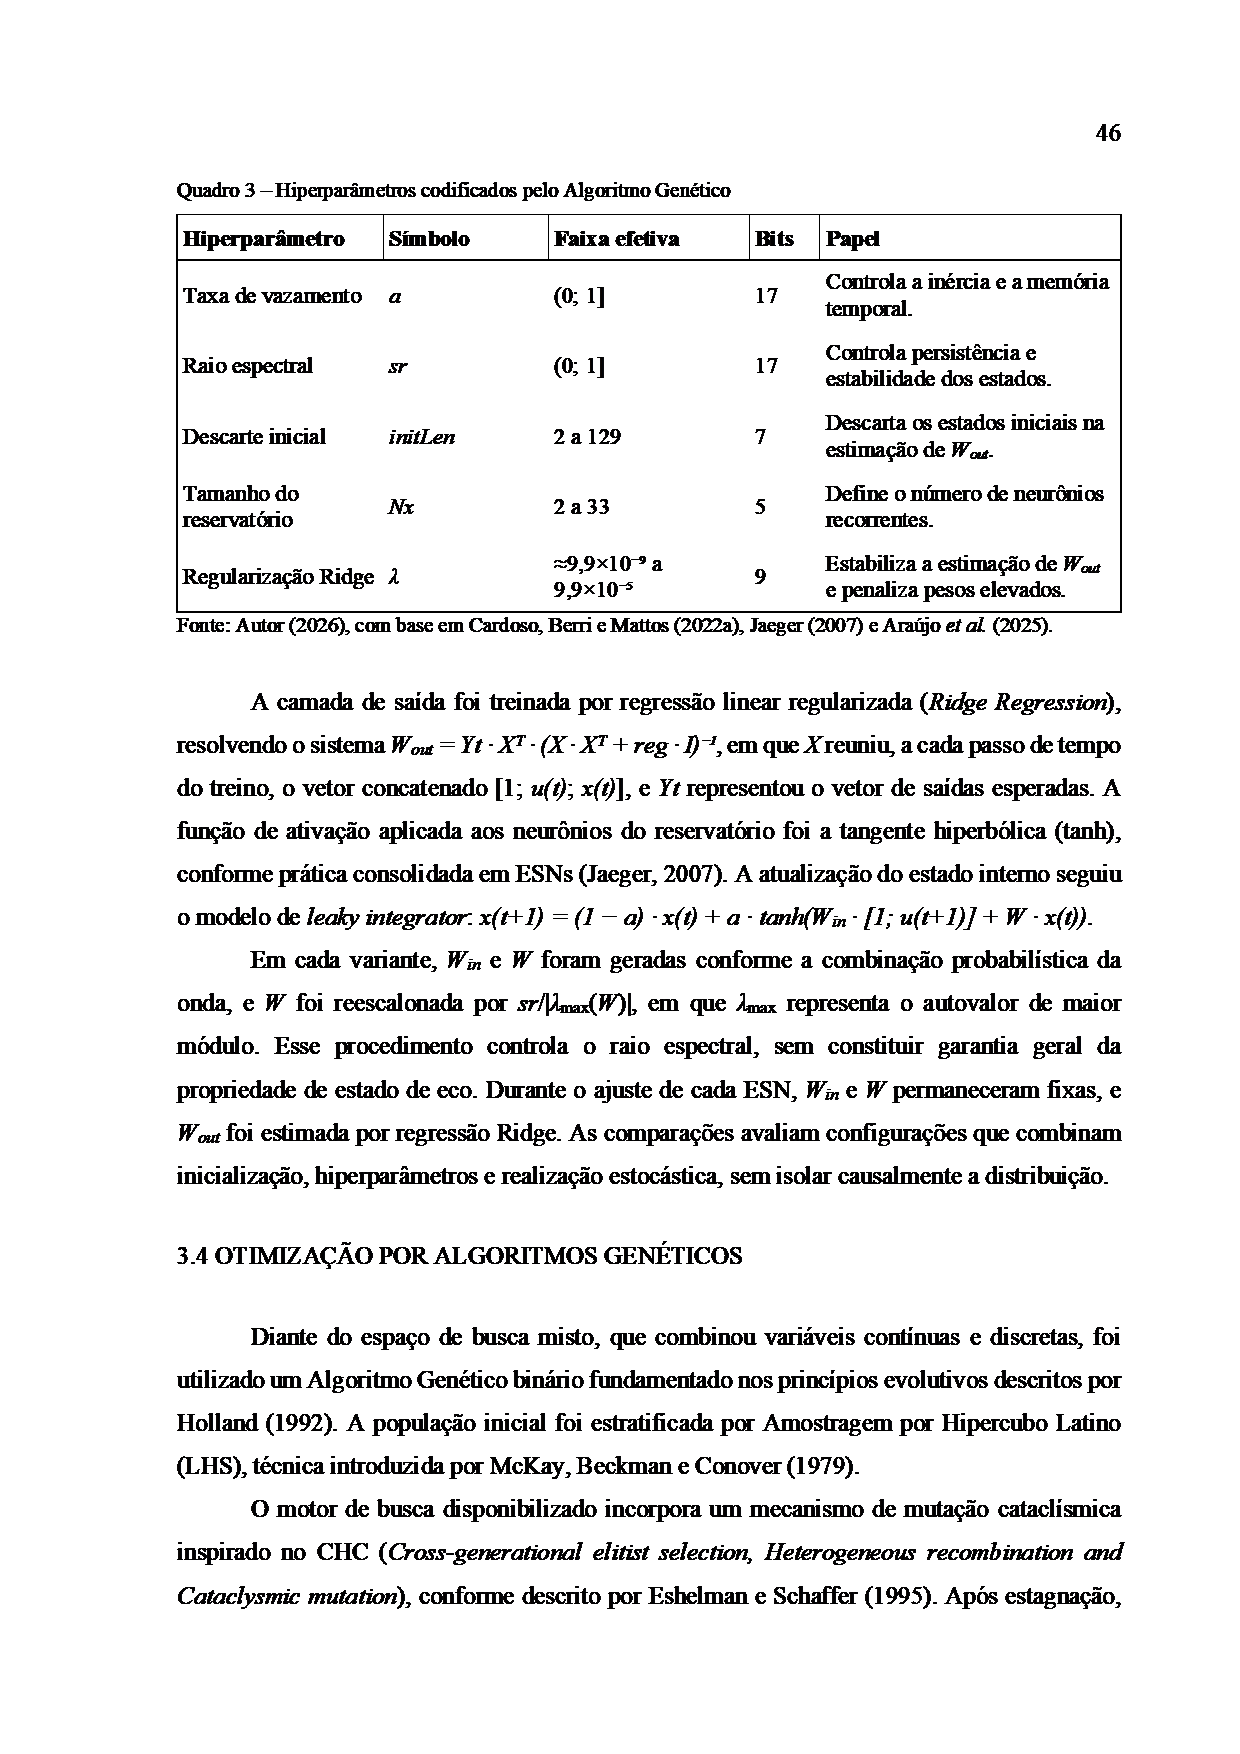 46
Quadro 3 – Hiperparâmetros codificados pelo Algoritmo Genético
Hiperparâmetro Símbolo Faixa efetiva Bits Papel
Taxa de vazamento a (0; 1] 17 Controla a inércia e a memória
temporal.
Raio espectral sr (0; 1] 17 Controla persistência e
estabilidade dos estados.
Descarte inicial initLen 2 a 129 7 Descarta os estados iniciais na
estimação de Wout.
Tamanho do
reservatório Nx 2 a 33 5 Define o número de neurônios
recorrentes.
Regularização Ridge λ ≈9,9×10⁻⁹ a
9,9×10⁻⁵ 9 Estabiliza a estimação de Wout
e penaliza pesos elevados.
Fonte: Autor (2026), com base em Cardoso, Berri e Mattos (2022a), Jaeger (2007) e Araújo et al. (2025).
A camada de saída foi treinada por regressão linear regularizada (Ridge Regression),
resolvendo o sistema Wout = Yt · Xᵀ · (X · Xᵀ + reg · I)⁻¹, em que X reuniu, a cada passo de tempo
do treino, o vetor concatenado [1; u(t); x(t)], e Yt representou o vetor de saídas esperadas. A
função de ativação aplicada aos neurônios do reservatório foi a tangente hiperbólica (tanh),
conforme prática consolidada em ESNs (Jaeger, 2007). A atualização do estado interno seguiu
o modelo de leaky integrator: x(t+1) = (1 − a) · x(t) + a · tanh(Win · [1; u(t+1)] + W · x(t)).
Em cada variante, Win e W foram geradas conforme a combinação probabilística da
onda, e W foi reescalonada por sr/|λmax(W)|, em que λmax representa o autovalor de maior
módulo. Esse procedimento controla o raio espectral, sem constituir garantia geral da
propriedade de estado de eco. Durante o ajuste de cada ESN, Win e W permaneceram fixas, e
Wout foi estimada por regressão Ridge. As comparações avaliam configurações que combinam
inicialização, hiperparâmetros e realização estocástica, sem isolar causalmente a distribuição.
3.4 OTIMIZAÇÃO POR ALGORITMOS GENÉTICOS
Diante do espaço de busca misto, que combinou variáveis contínuas e discretas, foi
utilizado um Algoritmo Genético binário fundamentado nos princípios evolutivos descritos por
Holland (1992). A população inicial foi estratificada por Amostragem por Hipercubo Latino
(LHS), técnica introduzida por McKay, Beckman e Conover (1979).
O motor de busca disponibilizado incorpora um mecanismo de mutação cataclísmica
inspirado no CHC (Cross-generational elitist selection, Heterogeneous recombination and
Cataclysmic mutation), conforme descrito por Eshelman e Schaffer (1995). Após estagnação,